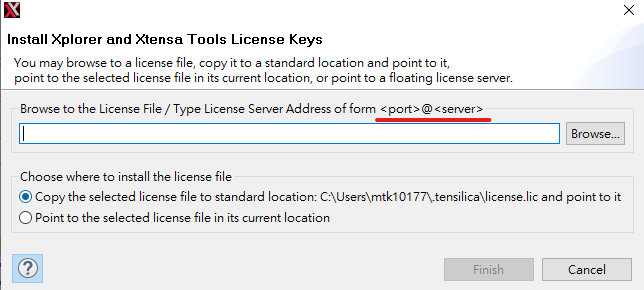 Install Xplorer and Xtensa Tools License Keys
You may browse to a license file, copy it to a standard location and point to it,
point to the selected license file in its current location, or point to a floating license server.
Browse to the License File / Type License Server Address of form <port>@<server>
Browse...
Choose where to install the license file
Copy the selected license file to standard location: C:\Users\mtk10177\.tensilica\license.lic and point to it
Point to the selected license file in its current location
?
Finish
Cancel